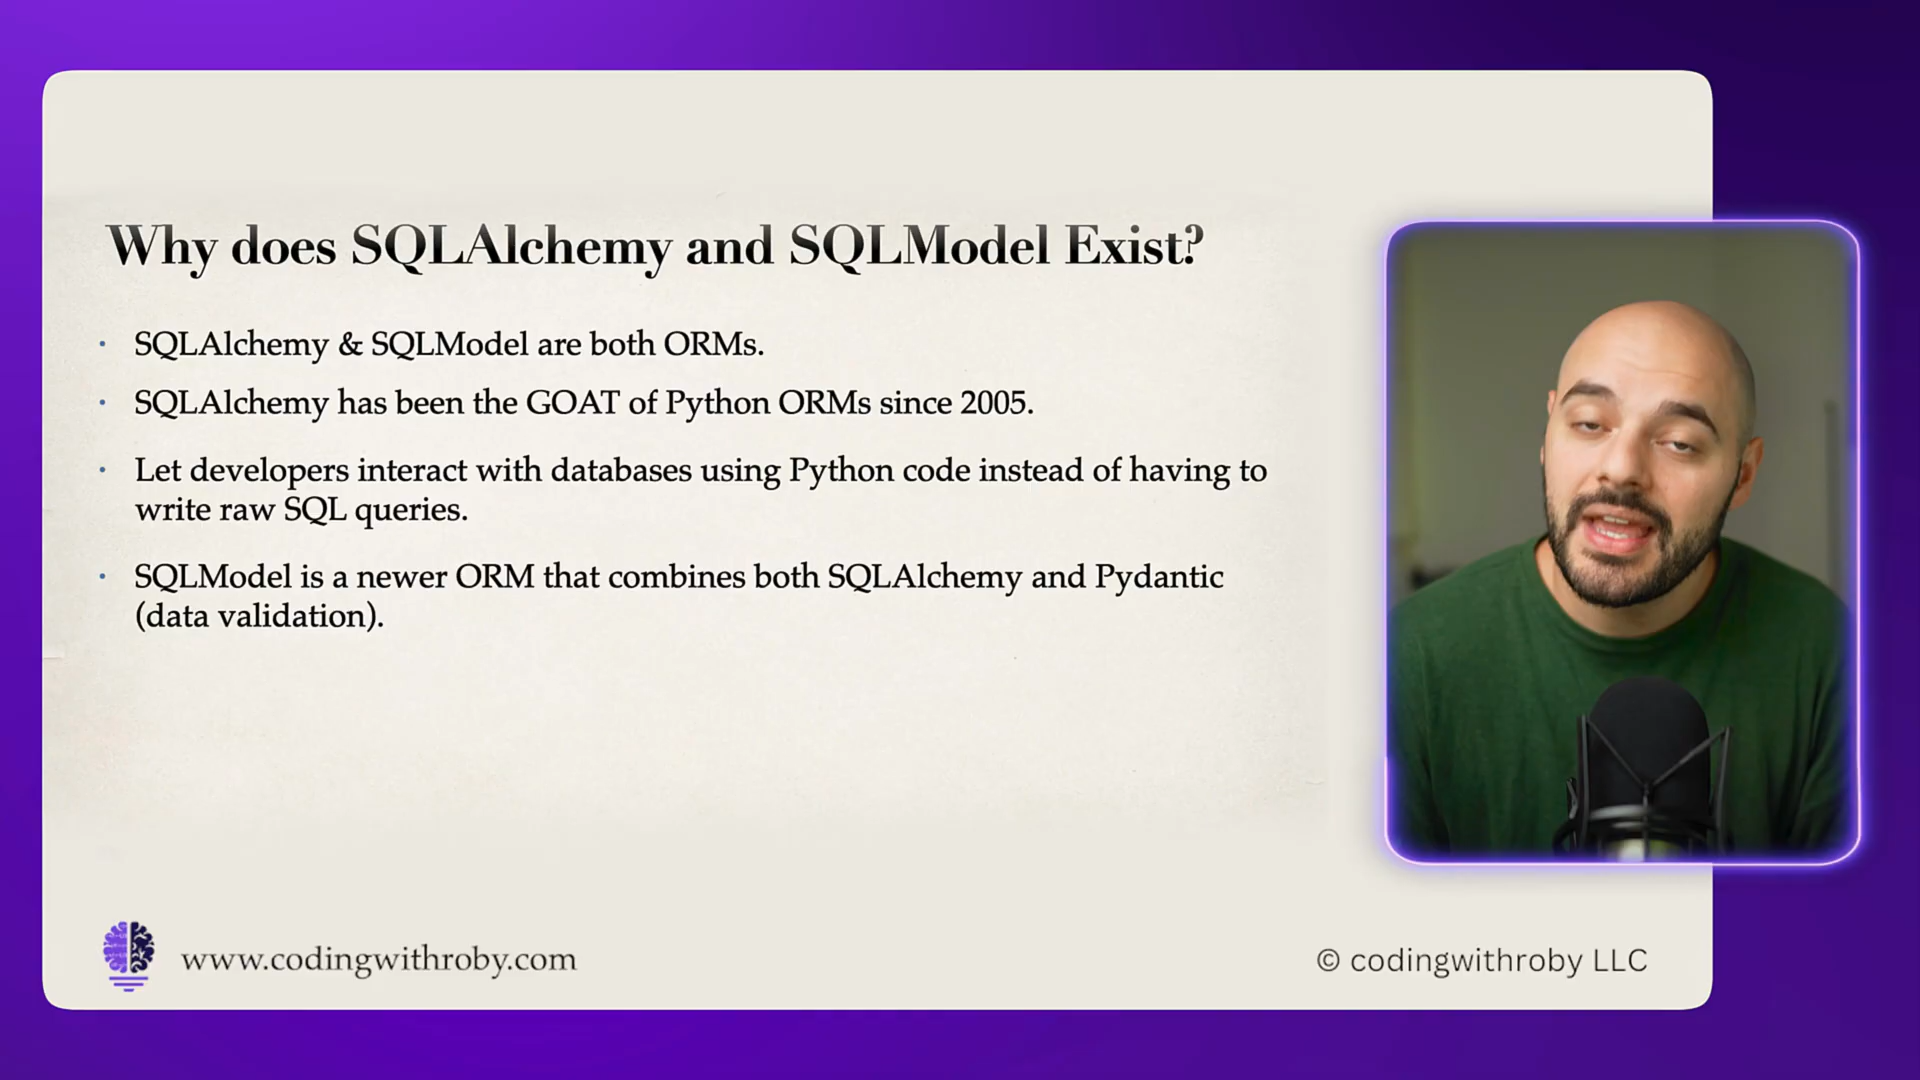 Why does SQLAlchemy and SQLModel Exist?
· SQLAlchemy & SQLModel are both ORMs.
· SQLAlchemy has been the GOAT of Python ORMs since 2005.
· Let developers interact with databases using Python code instead of having to
write raw SQL queries.
· SQLModel is a newer ORM that combines both SQLAlchemy and Pydantic
(data validation).
www.codingwithroby.com
© codingwithroby LLC